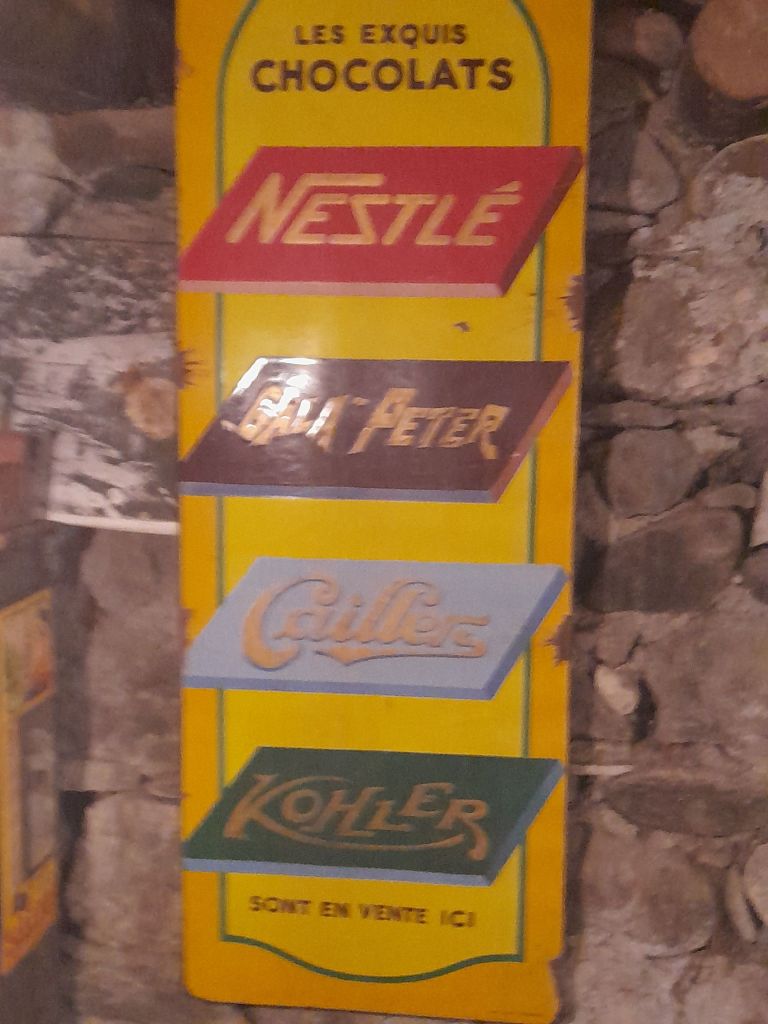 LES EXQUIS
CHOCOLATS
NESTLÉ
GALA-PETER
Cailler's
KOHLER
SONT EN VENTE ICI